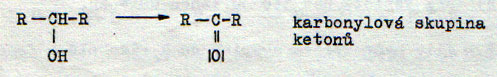 R—CH—R → R—C—R karbonylová skupina
OH |O| ketonů